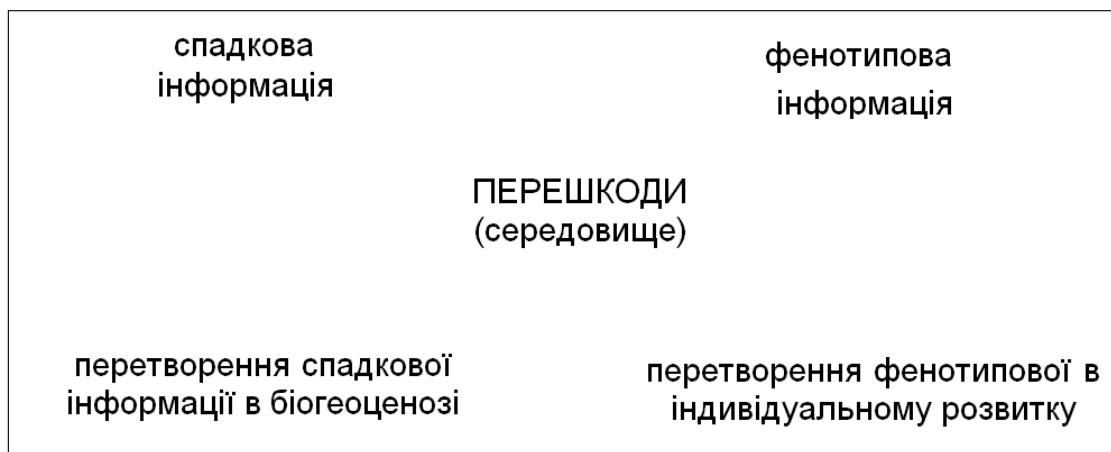 спадкова
інформація
фенотипова
інформація
ПЕРЕШКОДИ
(середовище)
перетворення спадкової
інформації в біогеоценозі
перетворення фенотипової в
індивідуальному розвитку